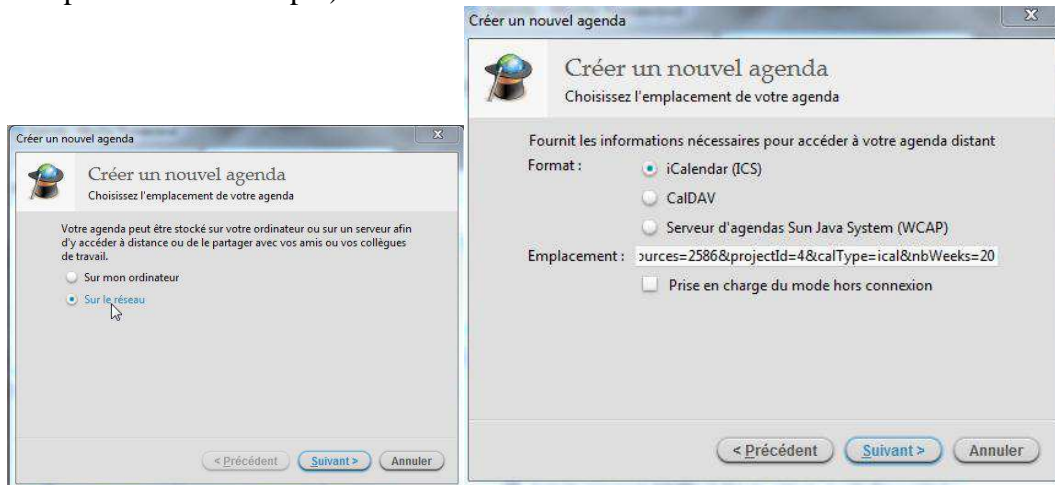 Créer un nouvel agenda
Créer un nouvel agenda
Choisissez l'emplacement de votre agenda
Votre agenda peut être stocké sur votre ordinateur ou sur un serveur afin
d'y accéder à distance ou de le partager avec vos amis ou vos collègues
de travail.
Sur mon ordinateur
Sur le réseau
< Précédent Suivant > Annuler
Créer un nouvel agenda
Créer un nouvel agenda
Choisissez l'emplacement de votre agenda
Fournit les informations nécessaires pour accéder à votre agenda distant
Format : iCalendar (ICS)
CalDAV
Serveur d'agendas Sun Java System (WCAP)
Emplacement : ources=2586&projectId=4&calType=ical&nbWeeks=20
Prise en charge du mode hors connexion
< Précédent Suivant > Annuler